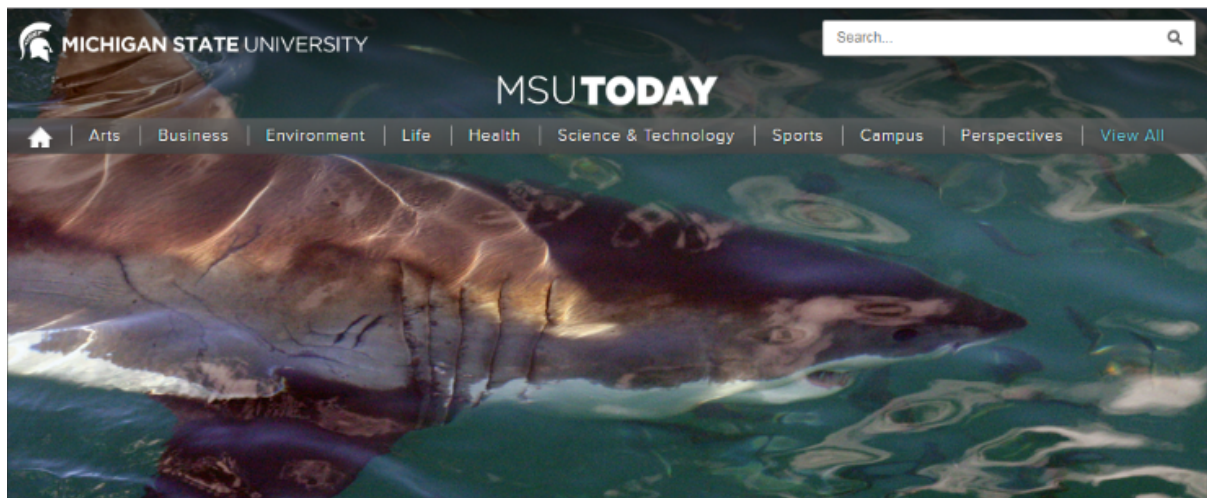 MICHIGAN STATE UNIVERSITY
Search...
MSUTODAY
Arts Business Environment Life Health Science & Technology Sports Campus Perspectives View All